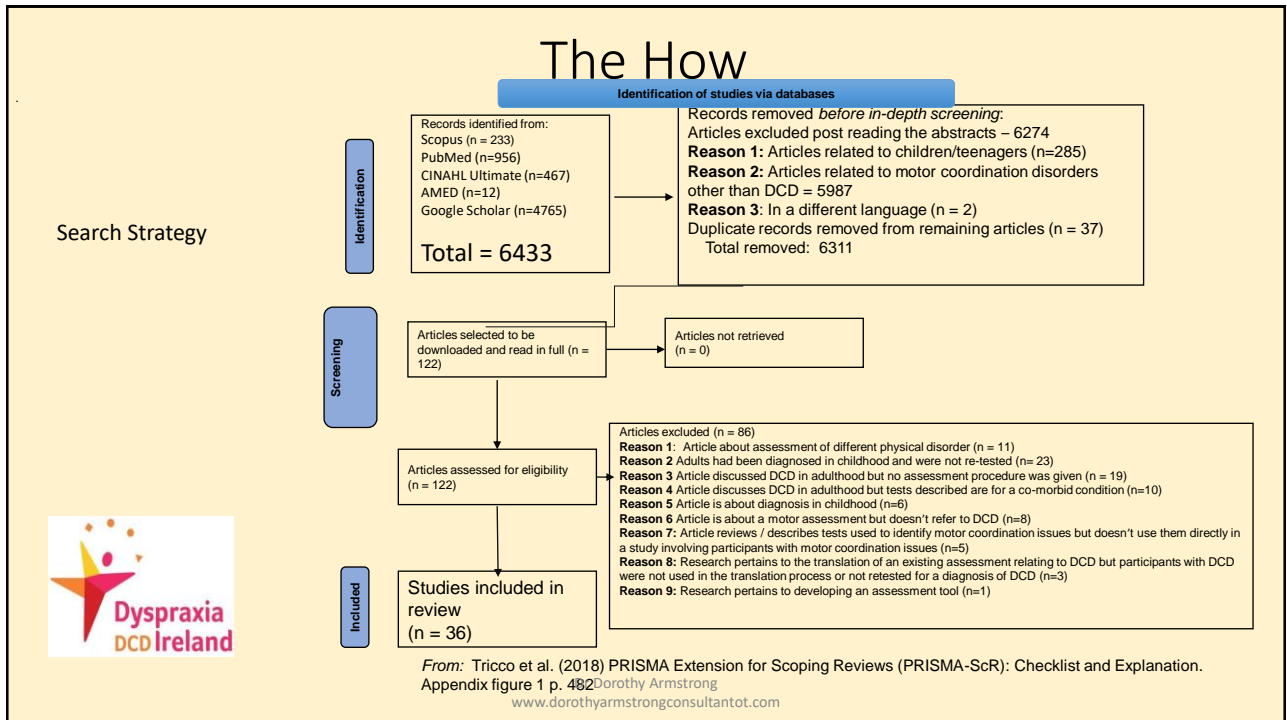 The How
Identification of studies via databases
.
Identification
Records identified from:
Scopus (n = 233)
PubMed (n=956)
CINAHL Ultimate (n=467)
AMED (n=12)
Google Scholar (n=4765)
Total = 6433
Records removed before in-depth screening:
Articles excluded post reading the abstracts – 6274
Reason 1: Articles related to children/teenagers (n=285)
Reason 2: Articles related to motor coordination disorders
other than DCD = 5987
Reason 3: In a different language (n = 2)
Duplicate records removed from remaining articles (n = 37)
Total removed: 6311
Search Strategy
Screening
Articles selected to be
downloaded and read in full (n =
122)
Articles not retrieved
(n = 0)
Articles assessed for eligibility
(n = 122)
Articles excluded (n = 86)
Reason 1: Article about assessment of different physical disorder (n = 11)
Reason 2 Adults had been diagnosed in childhood and were not re-tested (n= 23)
Reason 3 Article discussed DCD in adulthood but no assessment procedure was given (n = 19)
Reason 4 Article discusses DCD in adulthood but tests described are for a co-morbid condition (n=10)
Reason 5 Article is about diagnosis in childhood (n=6)
Reason 6 Article is about a motor assessment but doesn't refer to DCD (n=8)
Reason 7: Article reviews / describes tests used to identify motor coordination issues but doesn't use them directly in
a study involving participants with motor coordination issues (n=5)
Reason 8: Research pertains to the translation of an existing assessment relating to DCD but participants with DCD
were not used in the translation process or not retested for a diagnosis of DCD (n=3)
Reason 9: Research pertains to developing an assessment tool (n=1)
Included
Studies included in
review
(n = 36)
Dyspraxia
DCD Ireland
From: Tricco et al. (2018) PRISMA Extension for Scoping Reviews (PRISMA-ScR): Checklist and Explanation.
Appendix figure 1 p. 482
Dorothy Armstrong
www.dorothyarmstrongconsultantot.com